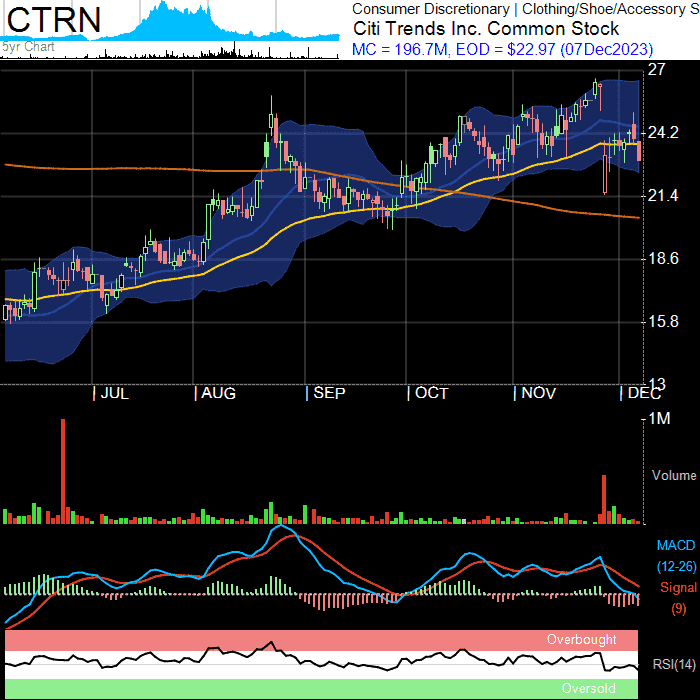 CTRN
Consumer Discretionary | Clothing/Shoe/Accessory S
Citi Trends Inc. Common Stock
5yr Chart
MC = 196.7M, EOD = $22.97 (07Dec2023)
27
24.2
21.4
18.6
15.8
13
| JUL | AUG | SEP | OCT | NOV | DEC
1M
Volume
MACD
(12-26)
Signal
(9)
Overbought
RSI(14)
Oversold